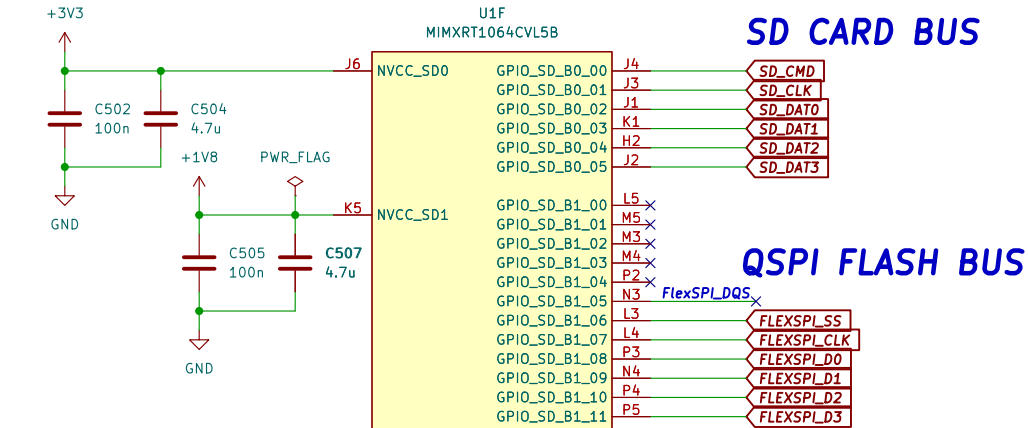 +3V3
U1F
MIMXRT1064CVL5B
SD CARD BUS
J6 NVCC_SD0 GPIO_SD_B0_00 J4 SD_CMD
GPIO_SD_B0_01 J3 SD_CLK
C502 C504 GPIO_SD_B0_02 J1 SD_DAT0
100n 4.7u GPIO_SD_B0_03 K1 SD_DAT1
+1V8 PWR_FLAG GPIO_SD_B0_04 H2 SD_DAT2
GPIO_SD_B0_05 J2 SD_DAT3
GPIO_SD_B1_00 L5
K5 NVCC_SD1
GND GPIO_SD_B1_01 M5
GPIO_SD_B1_02 M3
C505 C507
QSPI FLASH BUS
GPIO_SD_B1_03 M4
100n 4.7u
GPIO_SD_B1_04 P2
GPIO_SD_B1_05 N3 FlexSPI_DQS
GPIO_SD_B1_06 L3 FLEXSPI_SS
GPIO_SD_B1_07 L4 FLEXSPI_CLK
GPIO_SD_B1_08 P3 FLEXSPI_D0
GND
GPIO_SD_B1_09 N4 FLEXSPI_D1
GPIO_SD_B1_10 P4 FLEXSPI_D2
GPIO_SD_B1_11 P5 FLEXSPI_D3